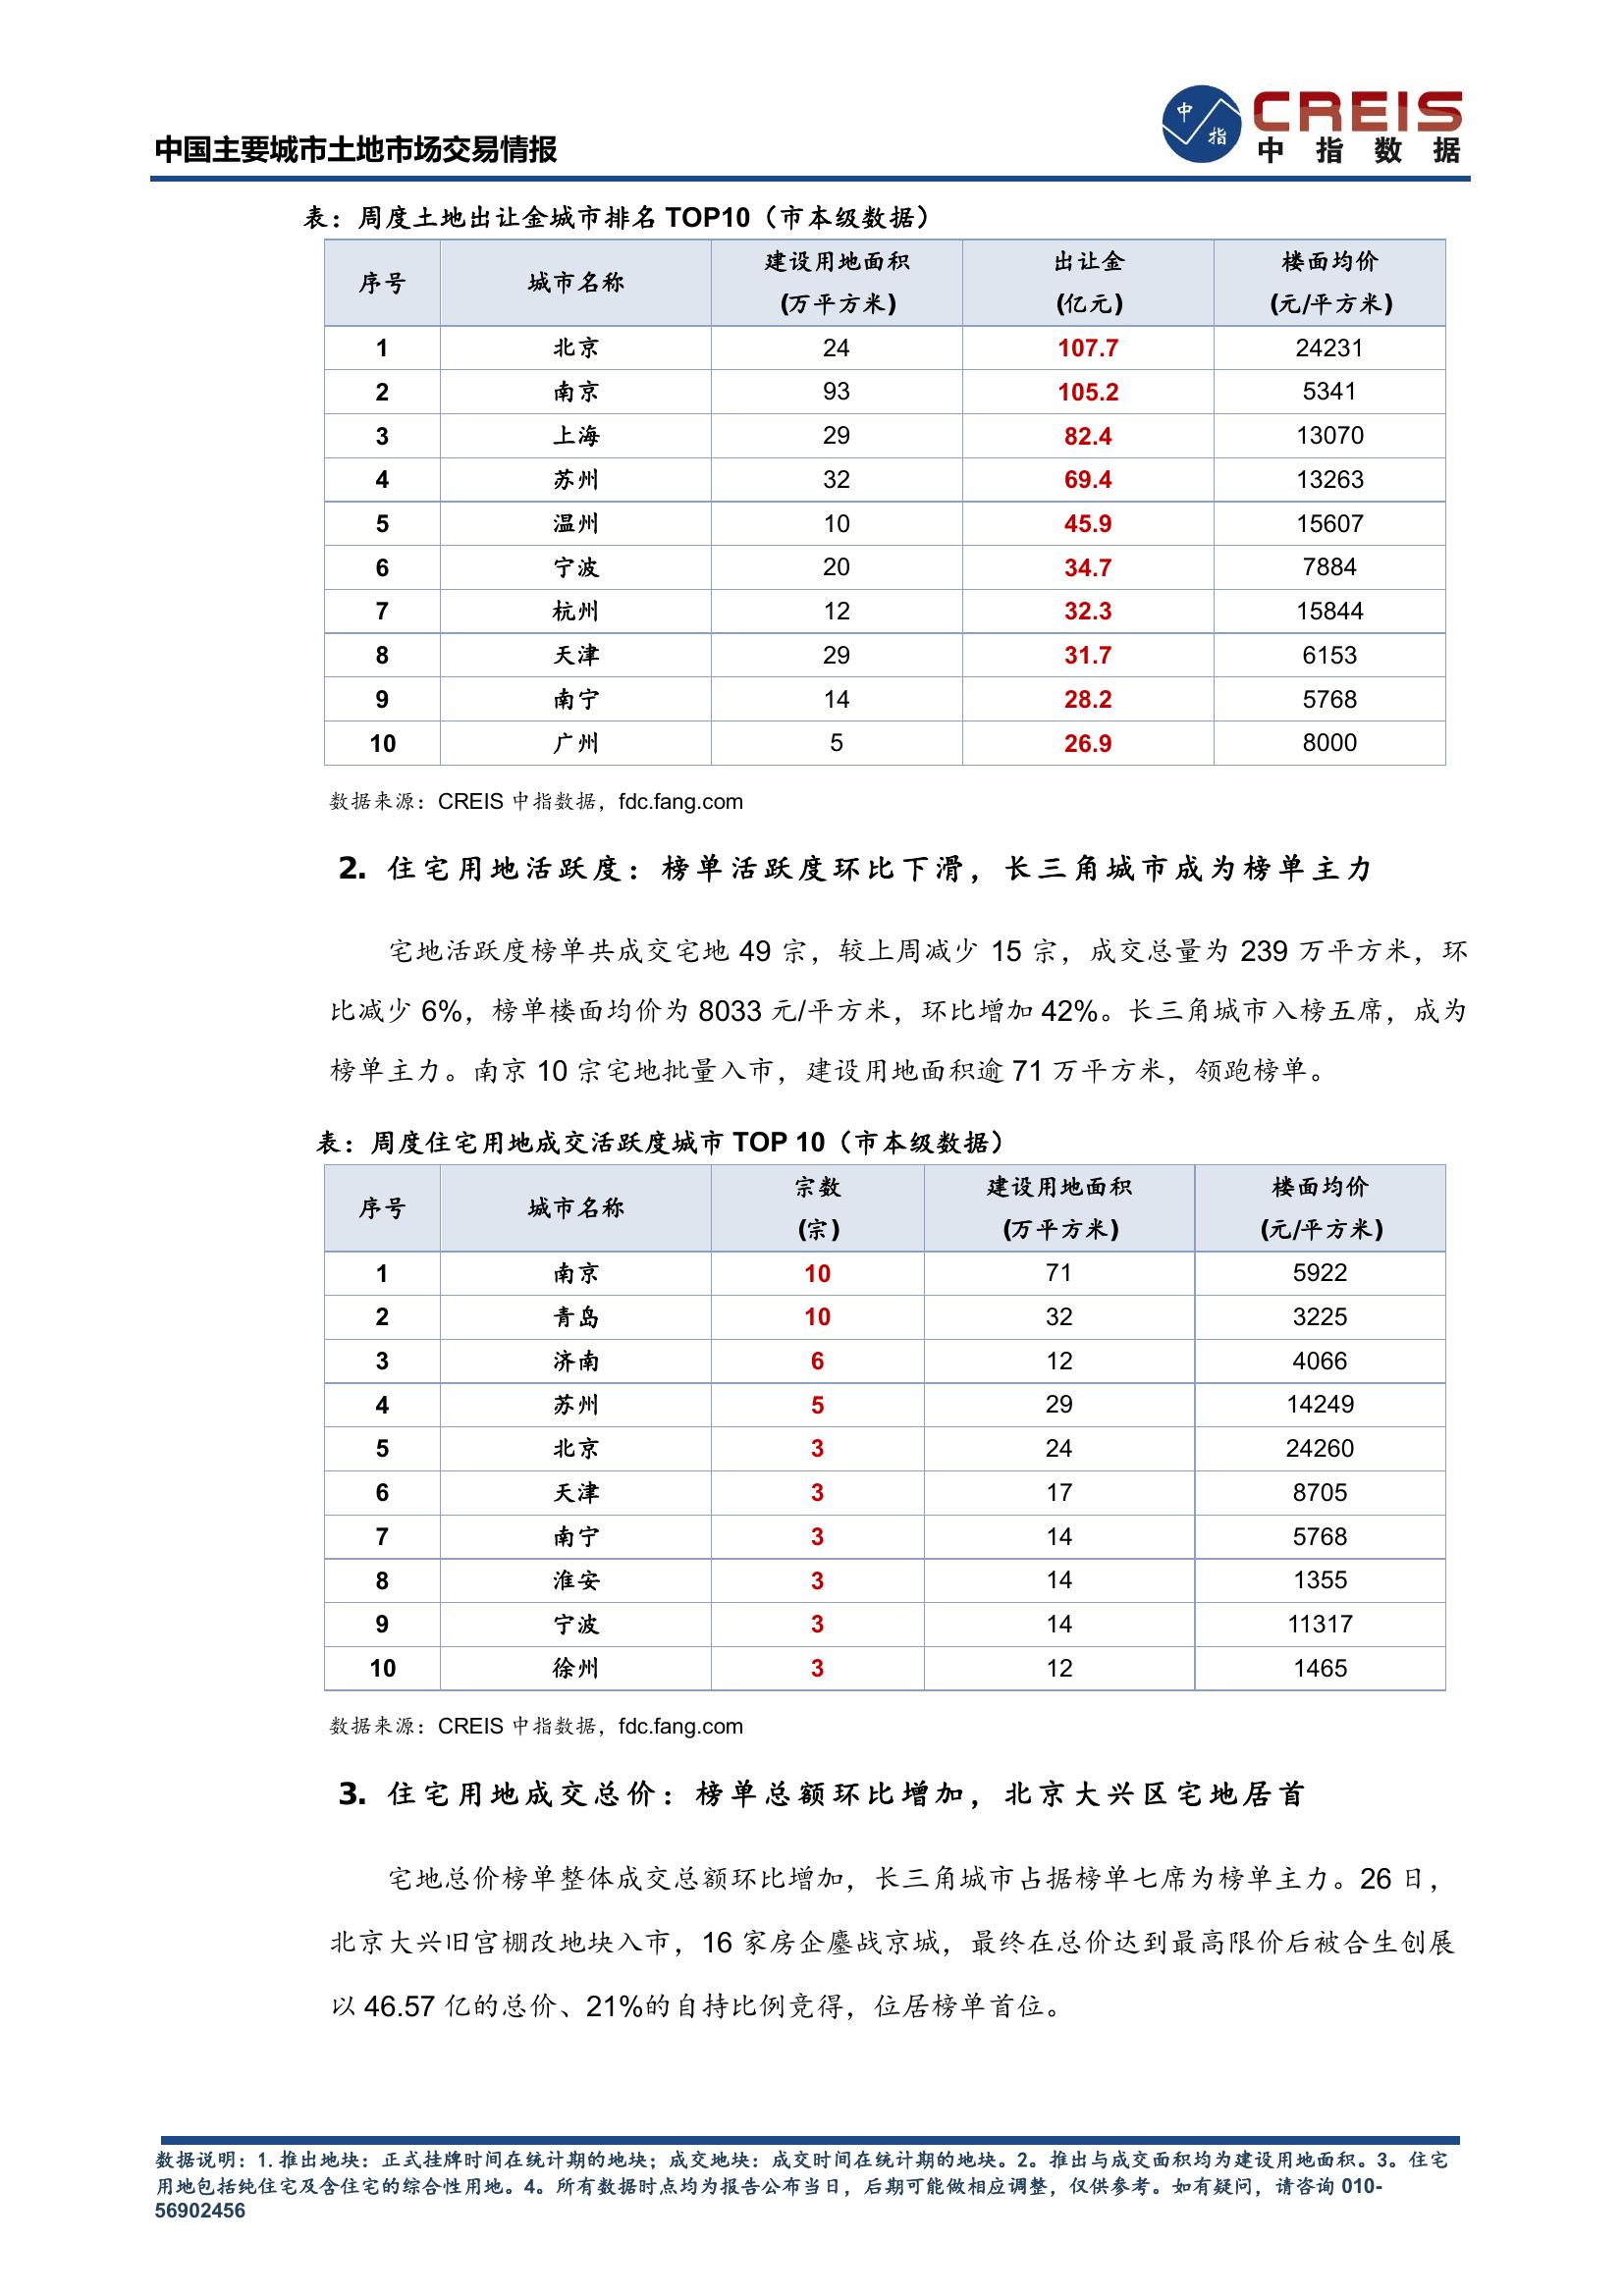 中国主要城市土地市场交易情报
中 指
CREIS
中指数据
表：周度土地出让金城市排名 TOP10（市本级数据）
序号 城市名称 建设用地面积 (万平方米) 出让金 (亿元) 楼面均价 (元/平方米)
1 北京 24 107.7 24231
2 南京 93 105.2 5341
3 上海 29 82.4 13070
4 苏州 32 69.4 13263
5 温州 10 45.9 15607
6 宁波 20 34.7 7884
7 杭州 12 32.3 15844
8 天津 29 31.7 6153
9 南宁 14 28.2 5768
10 广州 5 26.9 8000
数据来源：CREIS 中指数据，fdc.fang.com
2. 住宅用地活跃度：榜单活跃度环比下滑，长三角城市成为榜单主力
宅地活跃度榜单共成交宅地 49 宗，较上周减少 15 宗，成交总量为 239 万平方米，环
比减少 6%，榜单楼面均价为 8033 元/平方米，环比增加 42%。长三角城市入榜五席，成为
榜单主力。南京 10 宗宅地批量入市，建设用地面积逾 71 万平方米，领跑榜单。
表：周度住宅用地成交活跃度城市 TOP 10（市本级数据）
序号 城市名称 宗数 (宗) 建设用地面积 (万平方米) 楼面均价 (元/平方米)
1 南京 10 71 5922
2 青岛 10 32 3225
3 济南 6 12 4066
4 苏州 5 29 14249
5 北京 3 24 24260
6 天津 3 17 8705
7 南宁 3 14 5768
8 淮安 3 14 1355
9 宁波 3 14 11317
10 徐州 3 12 1465
数据来源：CREIS 中指数据，fdc.fang.com
3. 住宅用地成交总价：榜单总额环比增加，北京大兴区宅地居首
宅地总价榜单整体成交总额环比增加，长三角城市占据榜单七席为榜单主力。26 日，
北京大兴旧宫棚改地块入市，16 家房企鏖战京城，最终在总价达到最高限价后被合生创展
以 46.57 亿的总价、21%的自持比例竞得，位居榜单首位。
数据说明：1.推出地块：正式挂牌时间在统计期的地块；成交地块：成交时间在统计期的地块。2。推出与成交面积均为建设用地面积。3。住宅
用地包括纯住宅及含住宅的综合性用地。4。所有数据时点均为报告公布当日，后期可能做相应调整，仅供参考。如有疑问，请咨询 010-
56902456